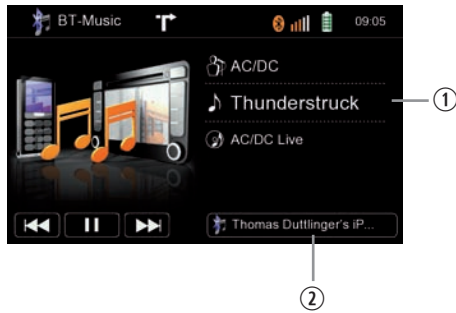 BT-Music 09:05
AC/DC
Thunderstruck
AC/DC Live
Thomas Duttlinger's iP...
1
2